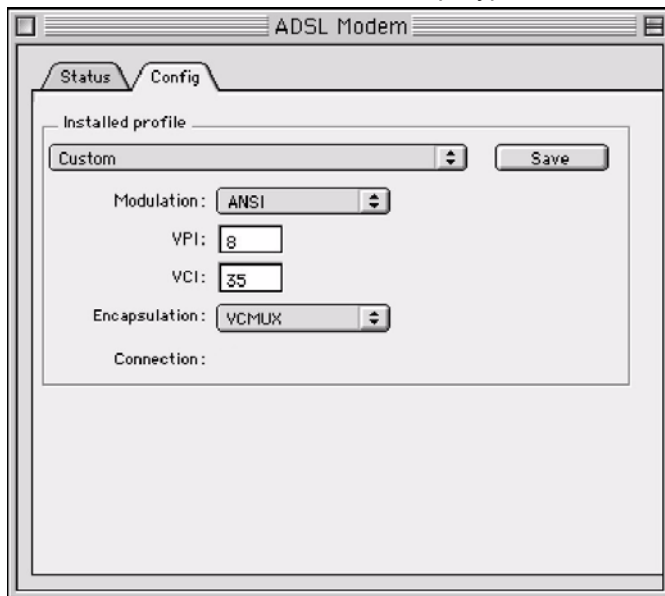 ADSL Modem
Status Config
Installed profile
Custom Save
Modulation: ANSI
VPI: 8
VCI: 35
Encapsulation: VCMUX
Connection: